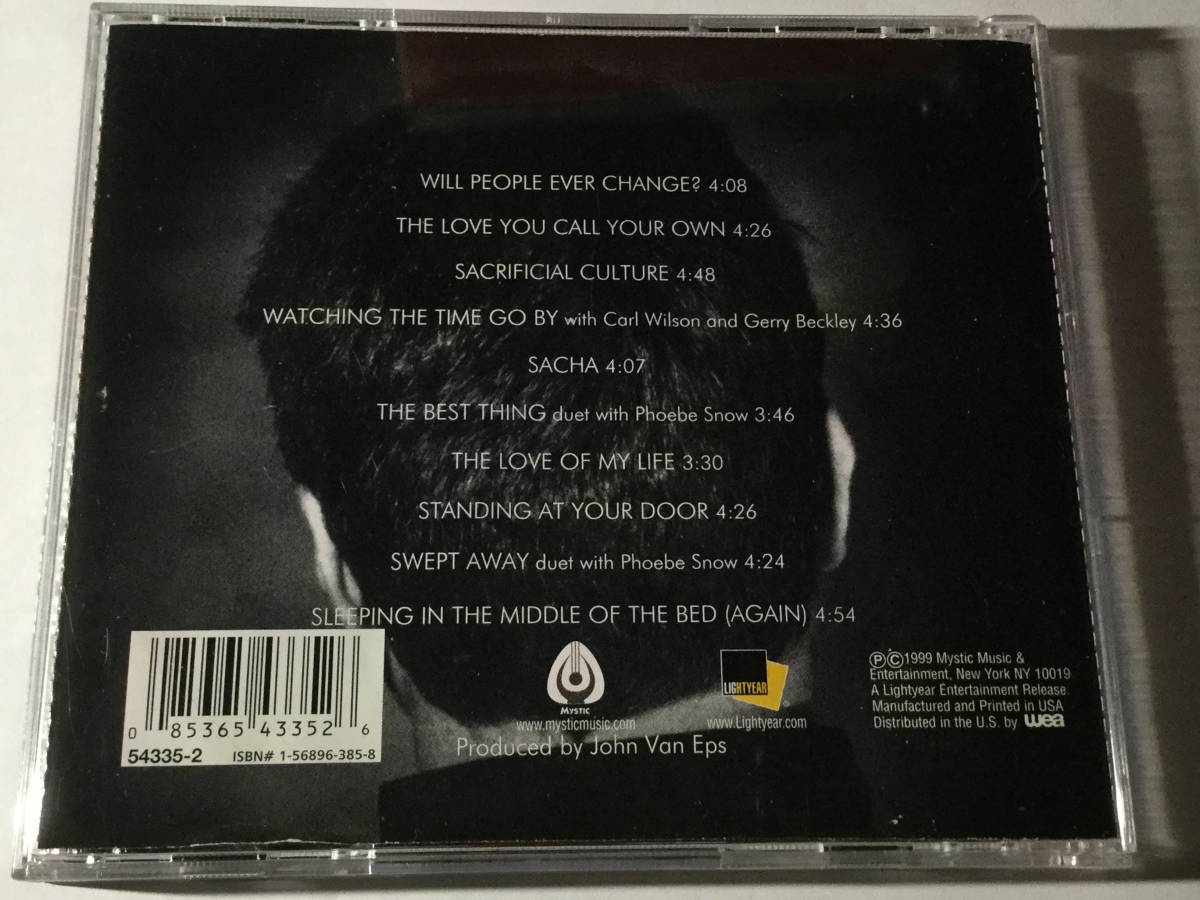 WILL PEOPLE EVER CHANGE? 4:08
THE LOVE YOU CALL YOUR OWN 4:26
SACRIFICIAL CULTURE 4:48
WATCHING THE TIME GO BY with Carl Wilson and Gerry Beckley 4:36
SACHA 4:07
THE BEST THING duet with Phoebe Snow 3:46
THE LOVE OF MY LIFE 3:30
STANDING AT YOUR DOOR 4:26
SWEPT AWAY duet with Phoebe Snow 4:24
SLEEPING IN THE MIDDLE OF THE BED (AGAIN) 4:54
0 85365 43352 6
54335-2 ISBN# 1-56896-385-8
MYSTIC
www.mysticmusic.com
LIGHTYEAR
www.Lightyear.com
Produced by John Van Eps
℗©1999 Mystic Music &
Entertainment, New York NY 10019
A Lightyear Entertainment Release.
Manufactured and Printed in USA
Distributed in the U.S. by wea